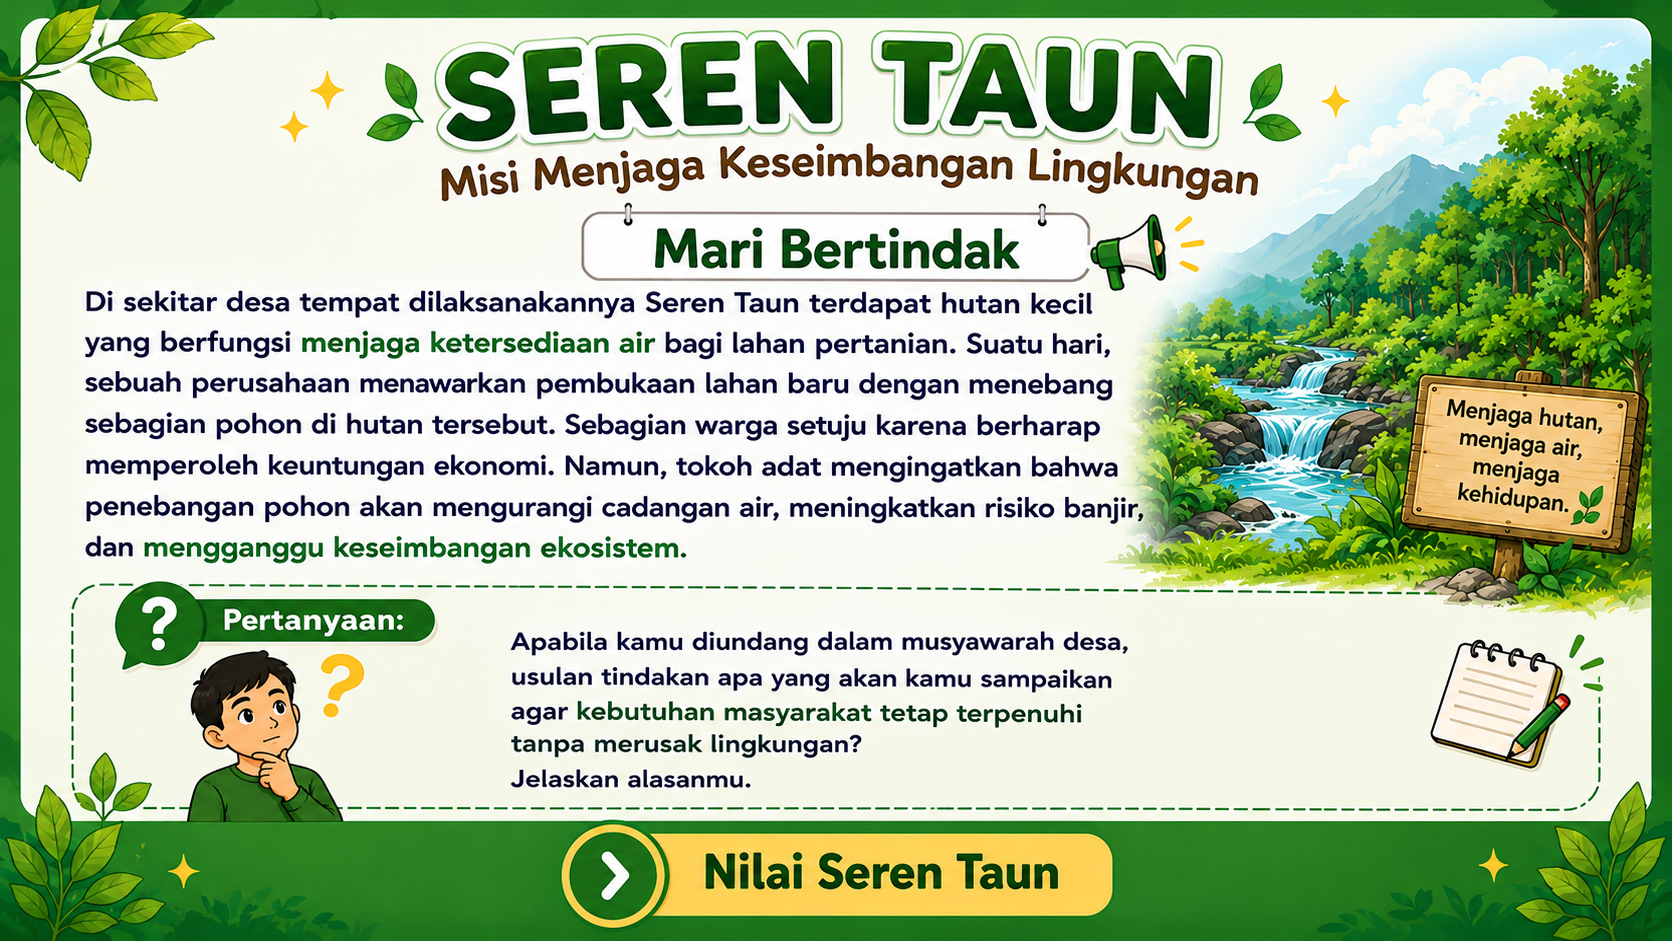 SEREN TAUN
Misi Menjaga Keseimbangan Lingkungan
Mari Bertindak
Di sekitar desa tempat dilaksanakannya Seren Taun terdapat hutan kecil
yang berfungsi menjaga ketersediaan air bagi lahan pertanian. Suatu hari,
sebuah perusahaan menawarkan pembukaan lahan baru dengan menebang
sebagian pohon di hutan tersebut. Sebagian warga setuju karena berharap
memperoleh keuntungan ekonomi. Namun, tokoh adat mengingatkan bahwa
penebangan pohon akan mengurangi cadangan air, meningkatkan risiko banjir,
dan mengganggu keseimbangan ekosistem.
Menjaga hutan,
menjaga air,
menjaga
kehidupan.
?
Pertanyaan:
?
Apabila kamu diundang dalam musyawarah desa,
usulan tindakan apa yang akan kamu sampaikan
agar kebutuhan masyarakat tetap terpenuhi
tanpa merusak lingkungan?
Jelaskan alasanmu.
Nilai Seren Taun